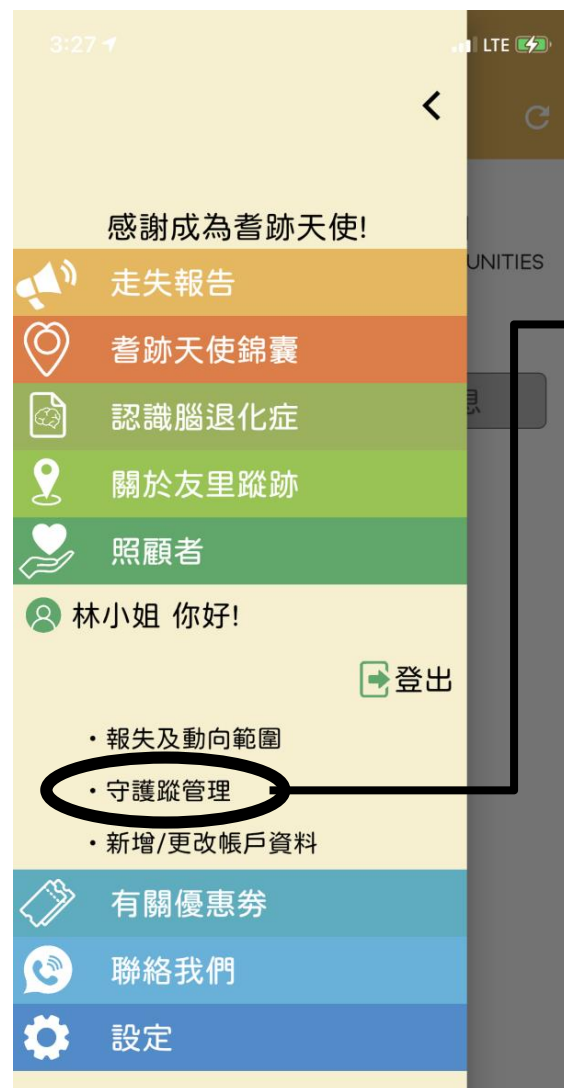 3:27
LTE
感謝成為耆跡天使!
UNITIES
走失報告
耆跡天使錦囊
息
認識腦退化症
關於友里蹤跡
照顧者
林小姐 你好!
登出
・報失及動向範圍
・守護蹤管理
・新增/更改帳戶資料
有關優惠劵
聯絡我們
設定